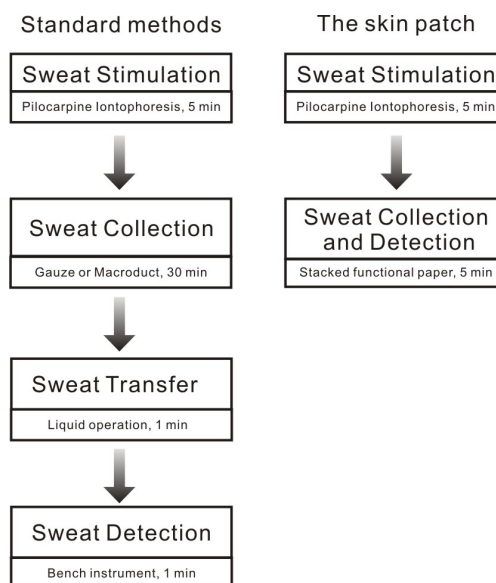 Standard methods
Sweat Stimulation
Pilocarpine Iontophoresis, 5 min
Sweat Collection
Gauze or Macroduct, 30 min
Sweat Transfer
Liquid operation, 1 min
Sweat Detection
Bench instrument, 1 min
The skin patch
Sweat Stimulation
Pilocarpine Iontophoresis, 5 min
Sweat Collection
and Detection
Stacked functional paper, 5 min